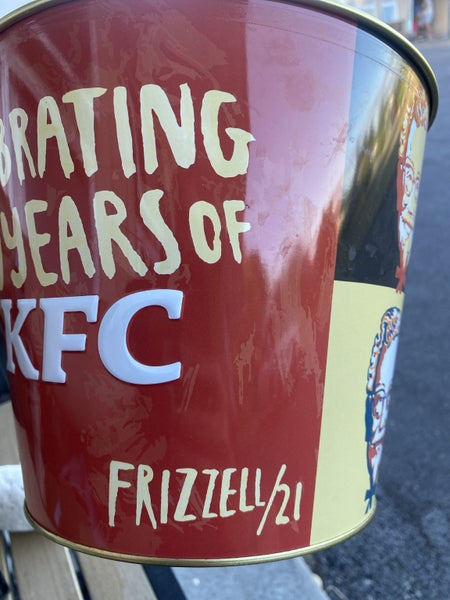 BRATING
YEARS OF
KFC
FRIZZELL/21